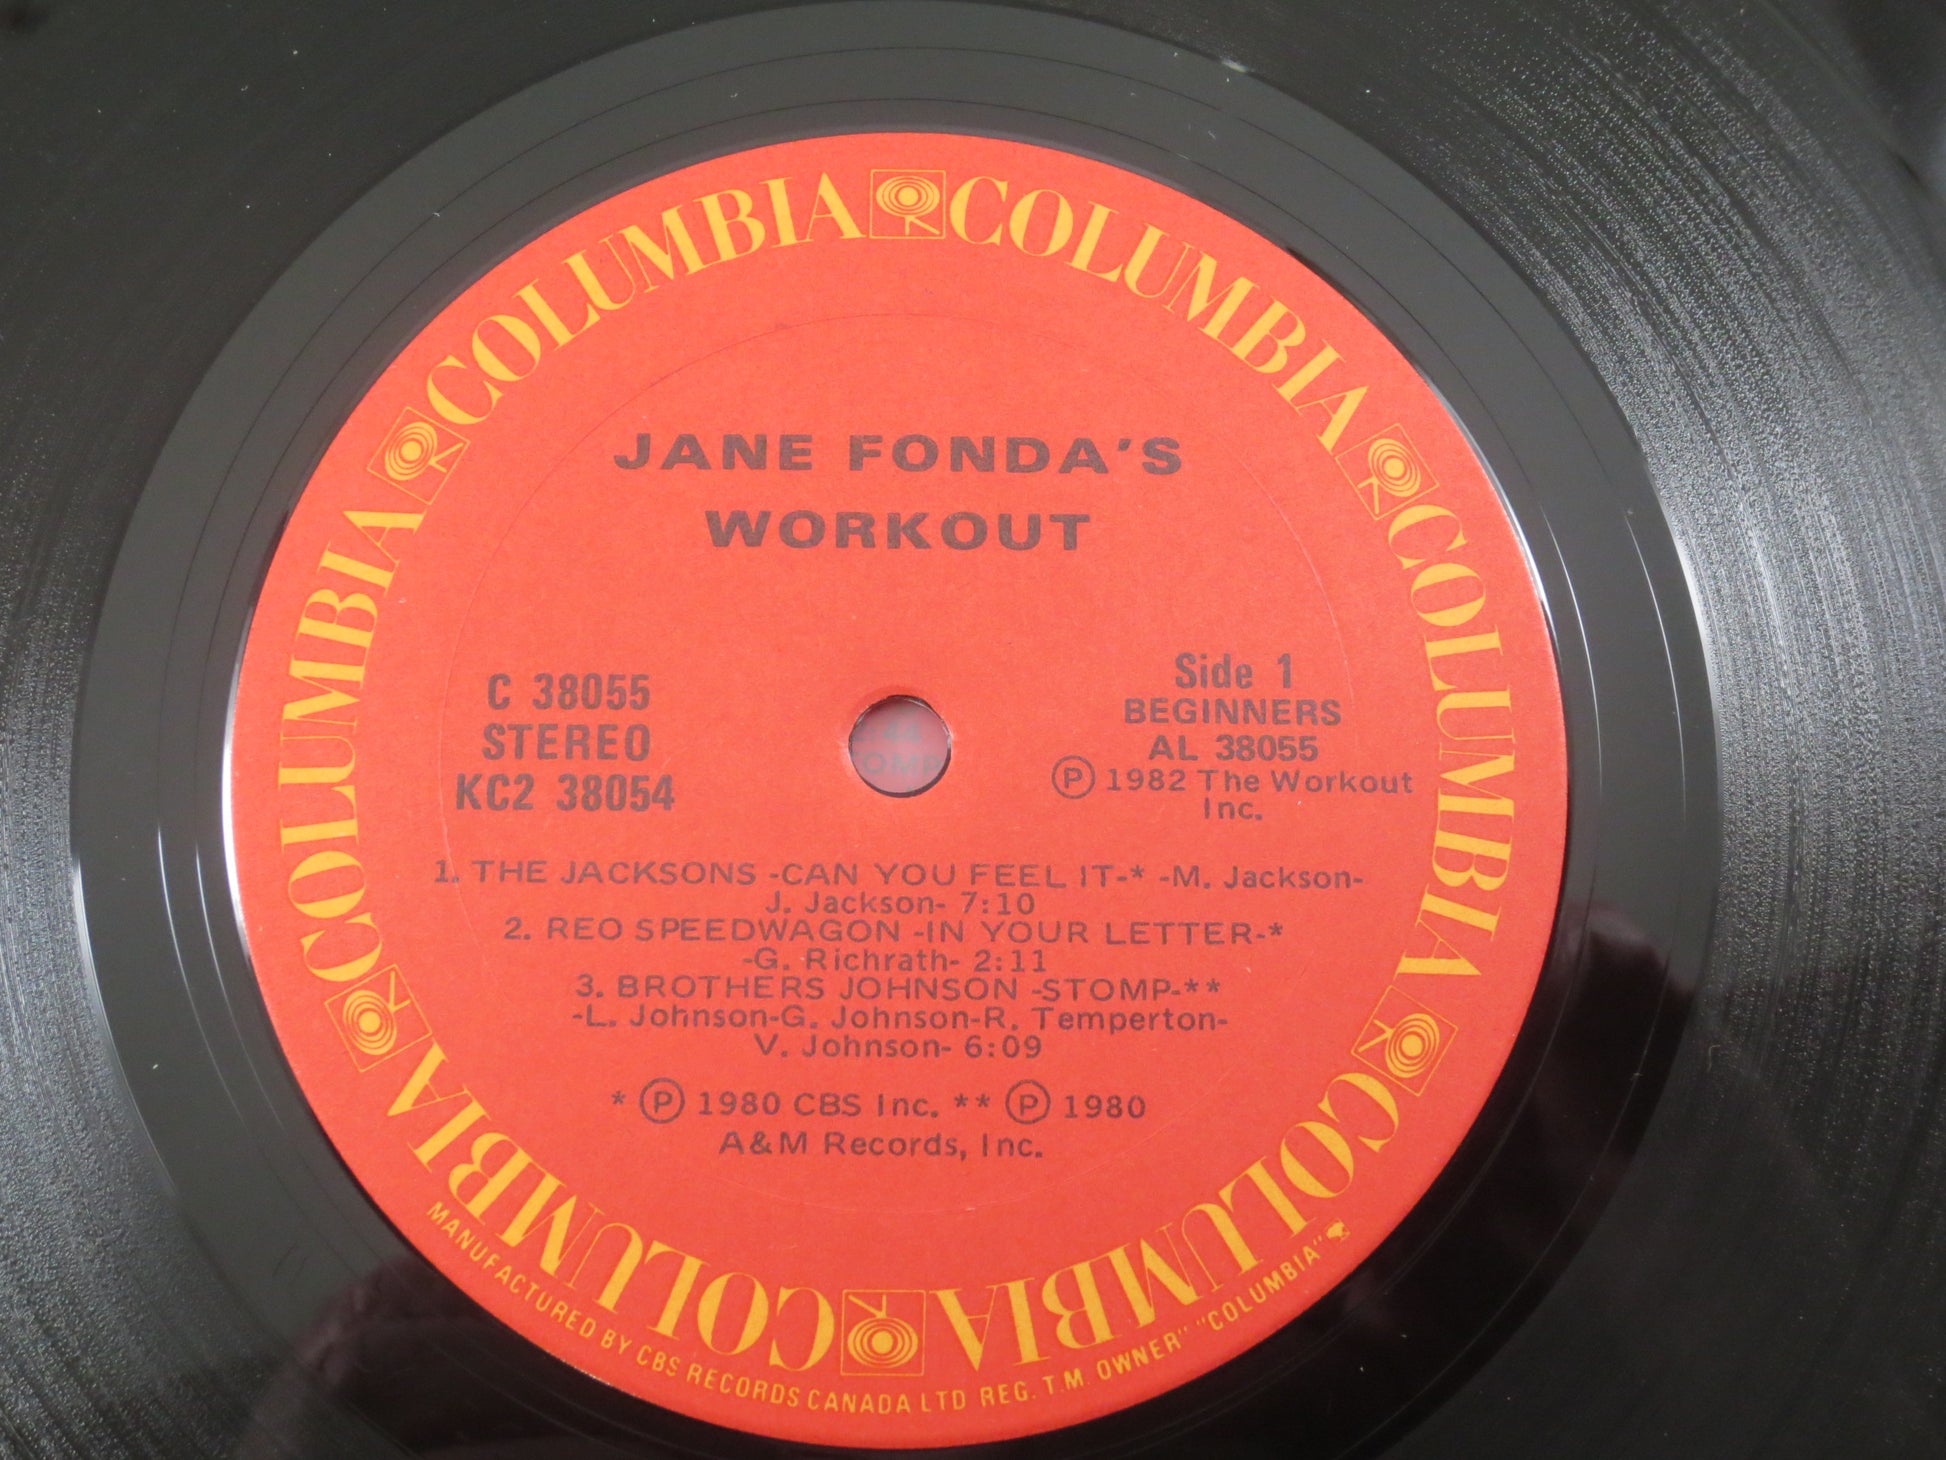 COLUMBIA COLUMBIA COLUMBIA COLUMBIA COLUMBIA COLUMBIA
JANE FONDA'S
WORKOUT
C 38055
STEREO
KC2 38054
Side 1
BEGINNERS
AL 38055
Ⓟ 1982 The Workout
Inc.
1. THE JACKSONS -CAN YOU FEEL IT-* -M. Jackson-
J. Jackson- 7:10
2. REO SPEEDWAGON -IN YOUR LETTER-*
-G. Richrath- 2:11
3. BROTHERS JOHNSON -STOMP-**
-L. Johnson-G. Johnson-R. Temperton-
V. Johnson- 6:09
* Ⓟ 1980 CBS Inc. ** Ⓟ 1980
A&M Records, Inc.
MANUFACTURED BY CBS RECORDS CANADA LTD REG. T.M. OWNER" "COLUMBIA"